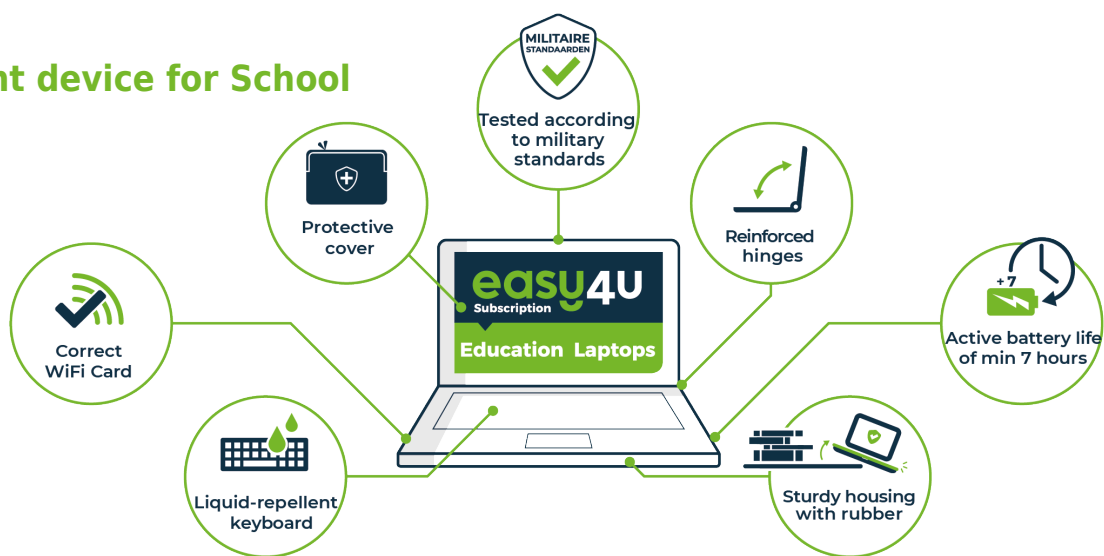 device for School
MILITAIRE
STANDAARDEN
Tested according
to military
standards
Protective
cover
Reinforced
hinges
easy4U
Subscription
Education Laptops
+7
Correct
WiFi Card
Active battery life
of min 7 hours
Liquid-repellent
keyboard
Sturdy housing
with rubber